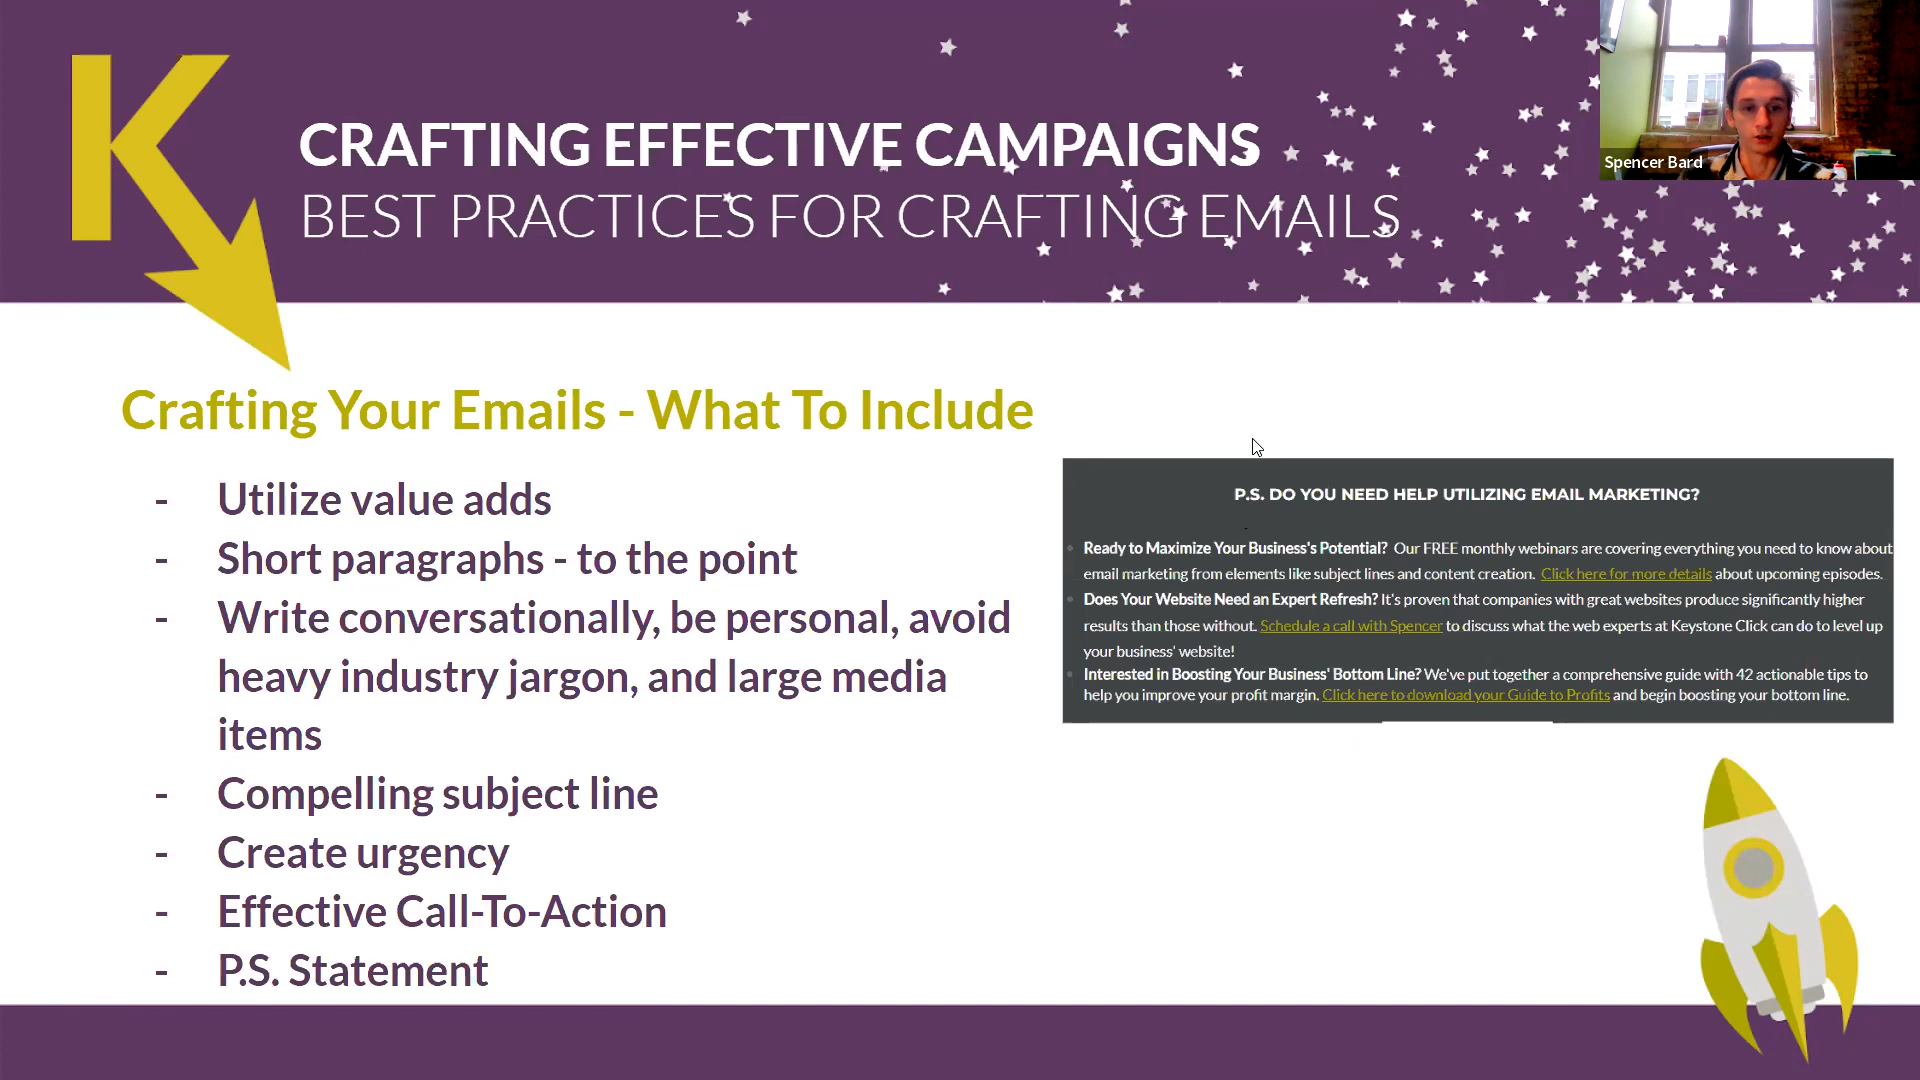 K
CRAFTING EFFECTIVE CAMPAIGNS
BEST PRACTICES FOR CRAFTING EMAILS
Spencer Bard
Crafting Your Emails - What To Include
- Utilize value adds
- Short paragraphs - to the point
- Write conversationally, be personal, avoid
heavy industry jargon, and large media
items
- Compelling subject line
- Create urgency
- Effective Call-To-Action
- P.S. Statement
P.S. DO YOU NEED HELP UTILIZING EMAIL MARKETING?
• Ready to Maximize Your Business's Potential? Our FREE monthly webinars are covering everything you need to know about
email marketing from elements like subject lines and content creation. Click here for more details about upcoming episodes.
• Does Your Website Need an Expert Refresh? It's proven that companies with great websites produce significantly higher
results than those without. Schedule a call with Spencer to discuss what the web experts at Keystone Click can do to level up
your business' website!
• Interested in Boosting Your Business' Bottom Line? We've put together a comprehensive guide with 42 actionable tips to
help you improve your profit margin. Click here to download your Guide to Profits and begin boosting your bottom line.